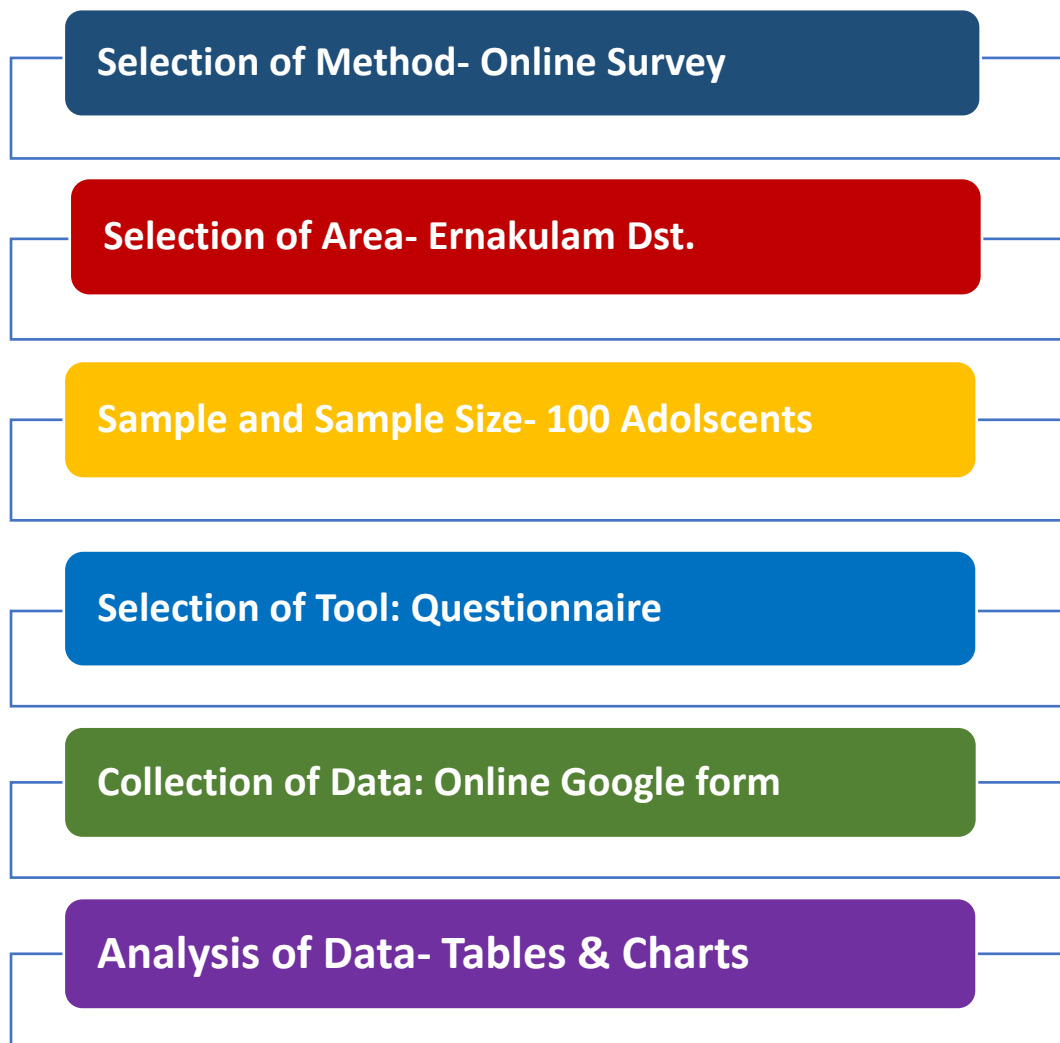 Selection of Method- Online Survey
Selection of Area- Ernakulam Dst.
Sample and Sample Size- 100 Adolscents
Selection of Tool: Questionnaire
Collection of Data: Online Google form
Analysis of Data- Tables & Charts